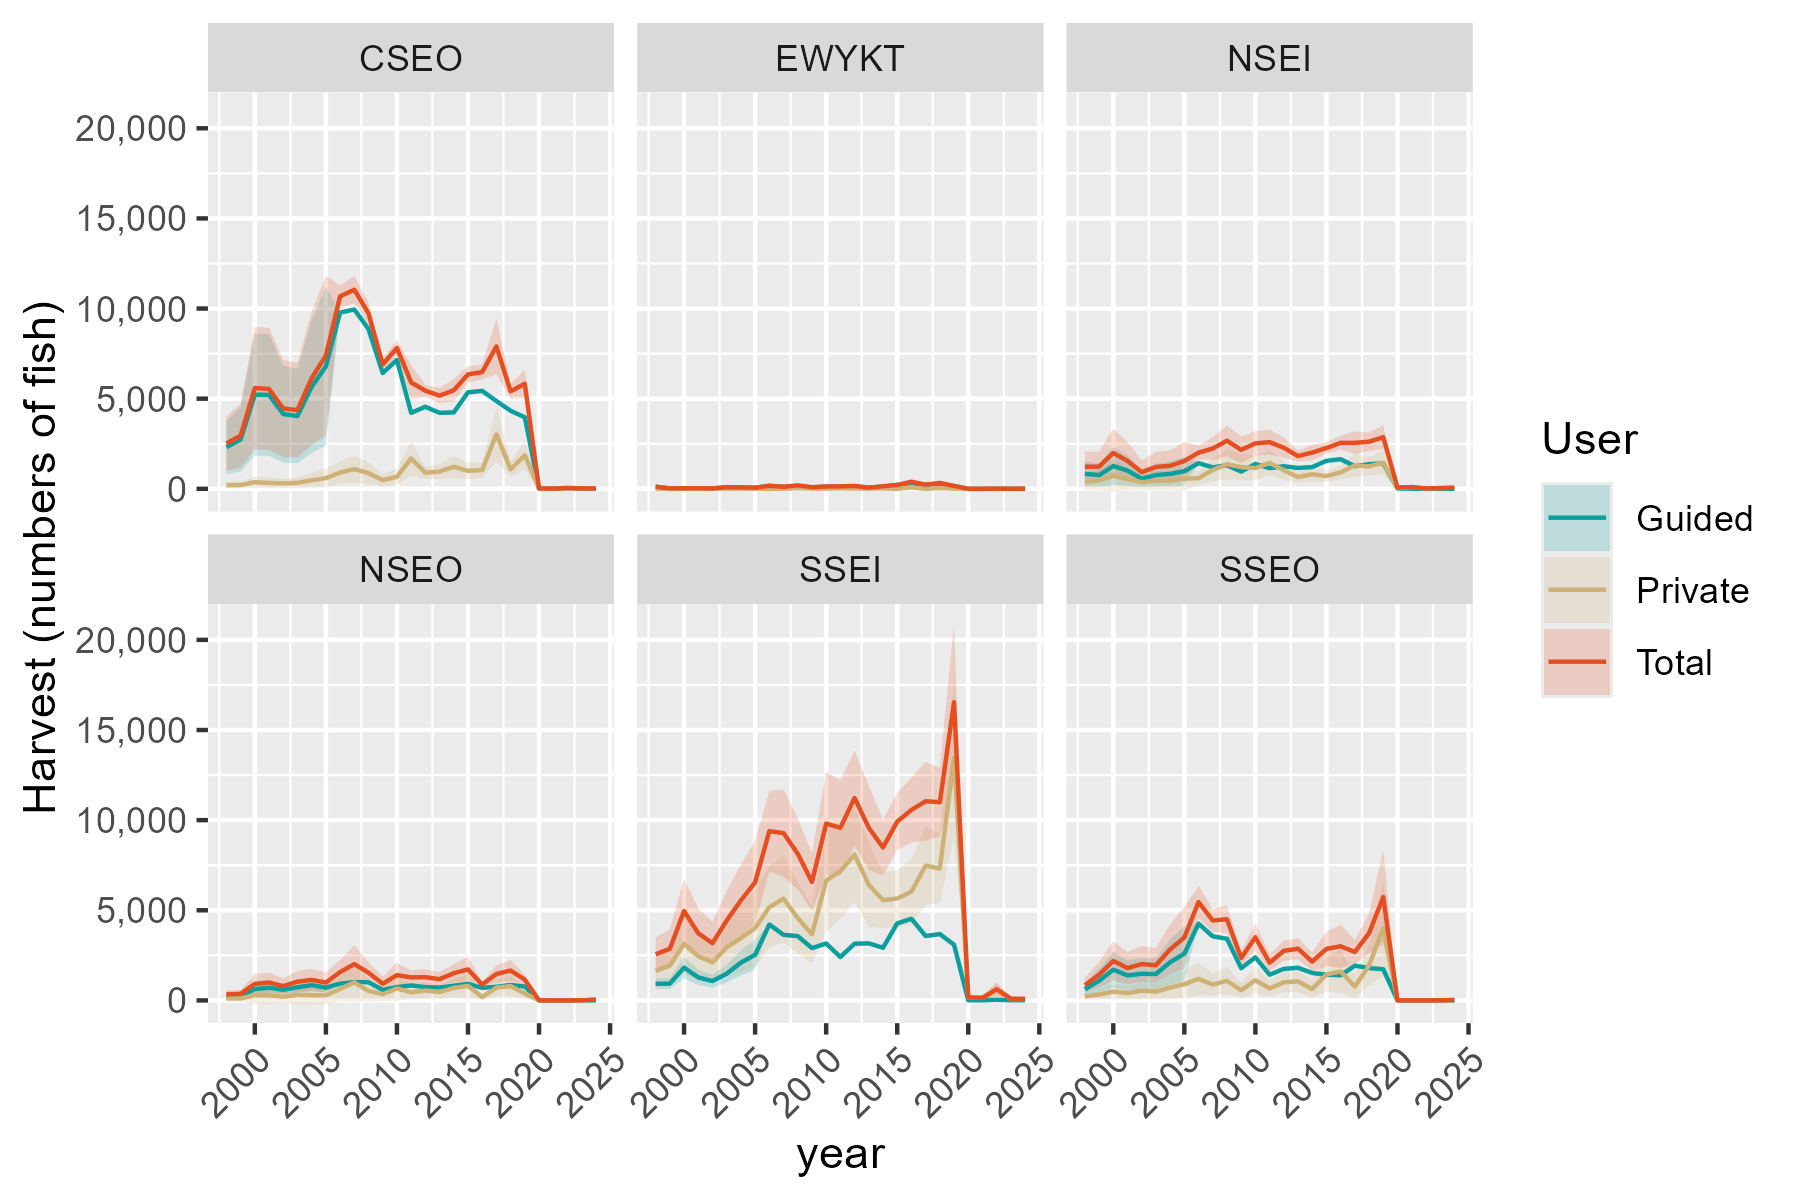 CSEO EWYKT NSEI
20,000
15,000
10,000
5,000
0
NSEO SSEI SSEO
20,000
15,000
10,000
5,000
0
2000 2005 2010 2015 2020 2025 2000 2005 2010 2015 2020 2025 2000 2005 2010 2015 2020 2025
year
Harvest (numbers of fish)
User
Guided
Private
Total